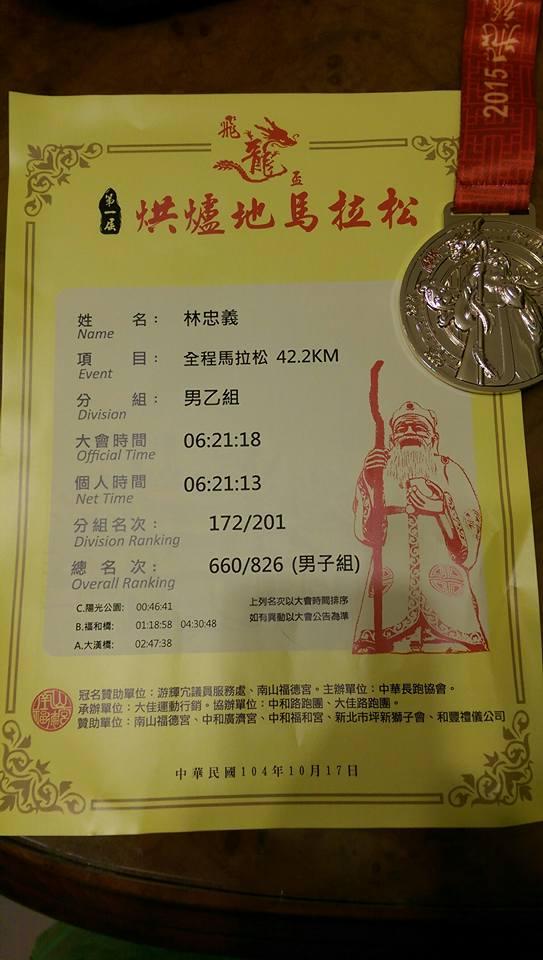 2015
飛龍盃
第一屆
烘爐地馬拉松
姓名： 林忠義
Name
項目： 全程馬拉松 42.2KM
Event
分組： 男乙組
Division
大會時間 06:21:18
Official Time
個人時間 06:21:13
Net Time
分組名次： 172/201
Division Ranking
總名次： 660/826 (男子組)
Overall Ranking
C.陽光公園: 00:46:41
上列名次以大會時間排序
B.福和橋: 01:18:58 04:30:48
如有異動以大會公告為準
A.大漢橋: 02:47:38
冠名贊助單位：游輝宂議員服務處、南山福德宮。主辦單位：中華長跑協會。
承辦單位：大佳運動行銷。協辦單位：中和路跑團、大佳路跑團。
贊助單位：南山福德宮、中和廣濟宮、中和福和宮、新北市坪新獅子會、和豐禮儀公司
中華民國104年10月17日